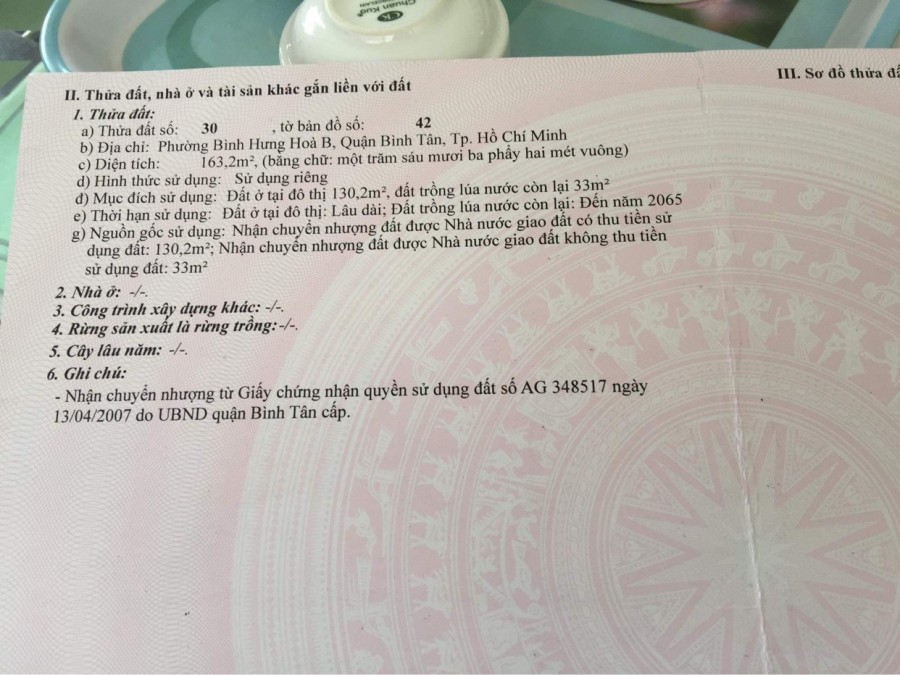 Chuan Kuo®
CK
II. Thửa đất, nhà ở và tài sản khác gắn liền với đất
III. Sơ đồ thửa
1. Thửa đất:
a) Thửa đất số: 30 , tờ bản đồ số: 42
b) Địa chỉ: Phường Bình Hưng Hoà B, Quận Bình Tân, Tp. Hồ Chí Minh
c) Diện tích: 163,2m², (bằng chữ: một trăm sáu mươi ba phẩy hai mét vuông)
d) Hình thức sử dụng: Sử dụng riêng
đ) Mục đích sử dụng: Đất ở tại đô thị 130,2m², đất trồng lúa nước còn lại 33m²
e) Thời hạn sử dụng: Đất ở tại đô thị: Lâu dài; Đất trồng lúa nước còn lại: Đến năm 2065
g) Nguồn gốc sử dụng: Nhận chuyển nhượng đất được Nhà nước giao đất có thu tiền sử
dụng đất: 130,2m²; Nhận chuyển nhượng đất được Nhà nước giao đất không thu tiền
sử dụng đất: 33m²
2. Nhà ở: -/-.
3. Công trình xây dựng khác: -/-.
4. Rừng sản xuất là rừng trồng: -/-.
5. Cây lâu năm: -/-.
6. Ghi chú:
- Nhận chuyển nhượng từ Giấy chứng nhận quyền sử dụng đất số AG 348517 ngày
13/04/2007 do UBND quận Bình Tân cấp.